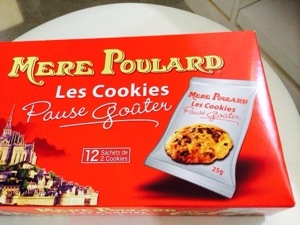 MERE POULARD
Les Cookies
Pause Goûter
12 Sachets de
2 Cookies
MERE POULARD
Les Cookies
Pause Goûter
25g